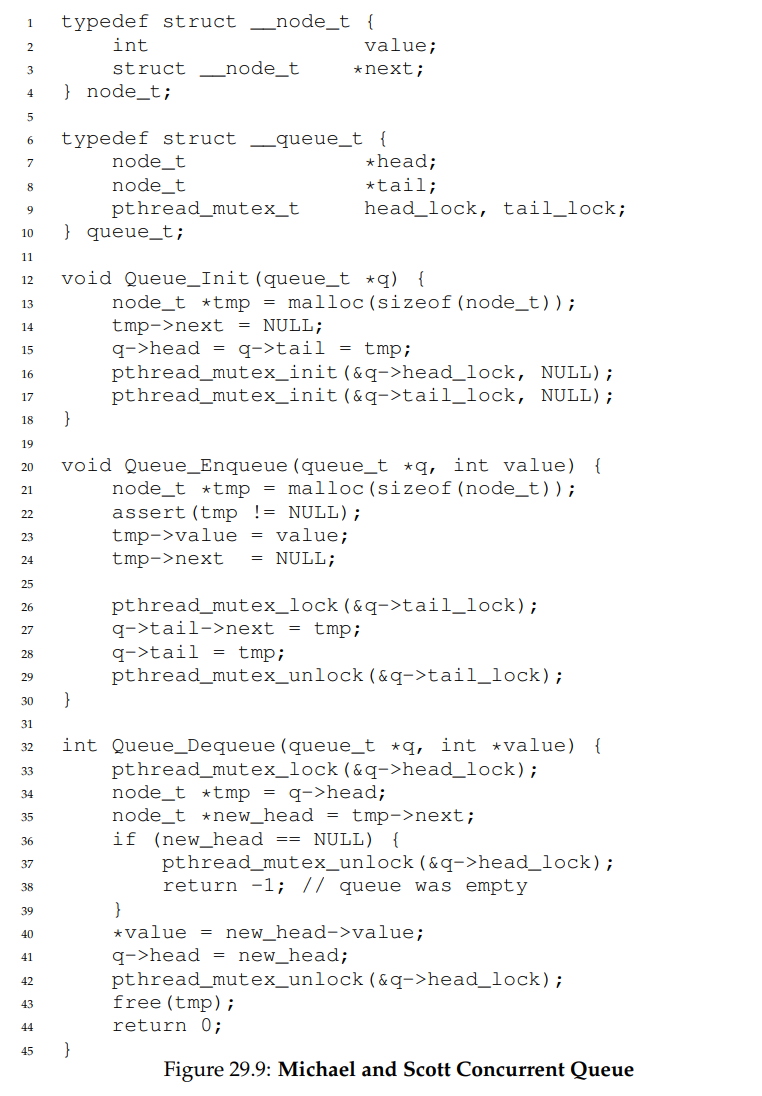 1 typedef struct __node_t {
2 int value;
3 struct __node_t *next;
4 } node_t;
5
6 typedef struct __queue_t {
7 node_t *head;
8 node_t *tail;
9 pthread_mutex_t head_lock, tail_lock;
10 } queue_t;
11
12 void Queue_Init(queue_t *q) {
13 node_t *tmp = malloc(sizeof(node_t));
14 tmp->next = NULL;
15 q->head = q->tail = tmp;
16 pthread_mutex_init(&q->head_lock, NULL);
17 pthread_mutex_init(&q->tail_lock, NULL);
18 }
19
20 void Queue_Enqueue(queue_t *q, int value) {
21 node_t *tmp = malloc(sizeof(node_t));
22 assert(tmp != NULL);
23 tmp->value = value;
24 tmp->next = NULL;
25
26 pthread_mutex_lock(&q->tail_lock);
27 q->tail->next = tmp;
28 q->tail = tmp;
29 pthread_mutex_unlock(&q->tail_lock);
30 }
31
32 int Queue_Dequeue(queue_t *q, int *value) {
33 pthread_mutex_lock(&q->head_lock);
34 node_t *tmp = q->head;
35 node_t *new_head = tmp->next;
36 if (new_head == NULL) {
37 pthread_mutex_unlock(&q->head_lock);
38 return -1; // queue was empty
39 }
40 *value = new_head->value;
41 q->head = new_head;
42 pthread_mutex_unlock(&q->head_lock);
43 free(tmp);
44 return 0;
45 }
Figure 29.9: Michael and Scott Concurrent Queue